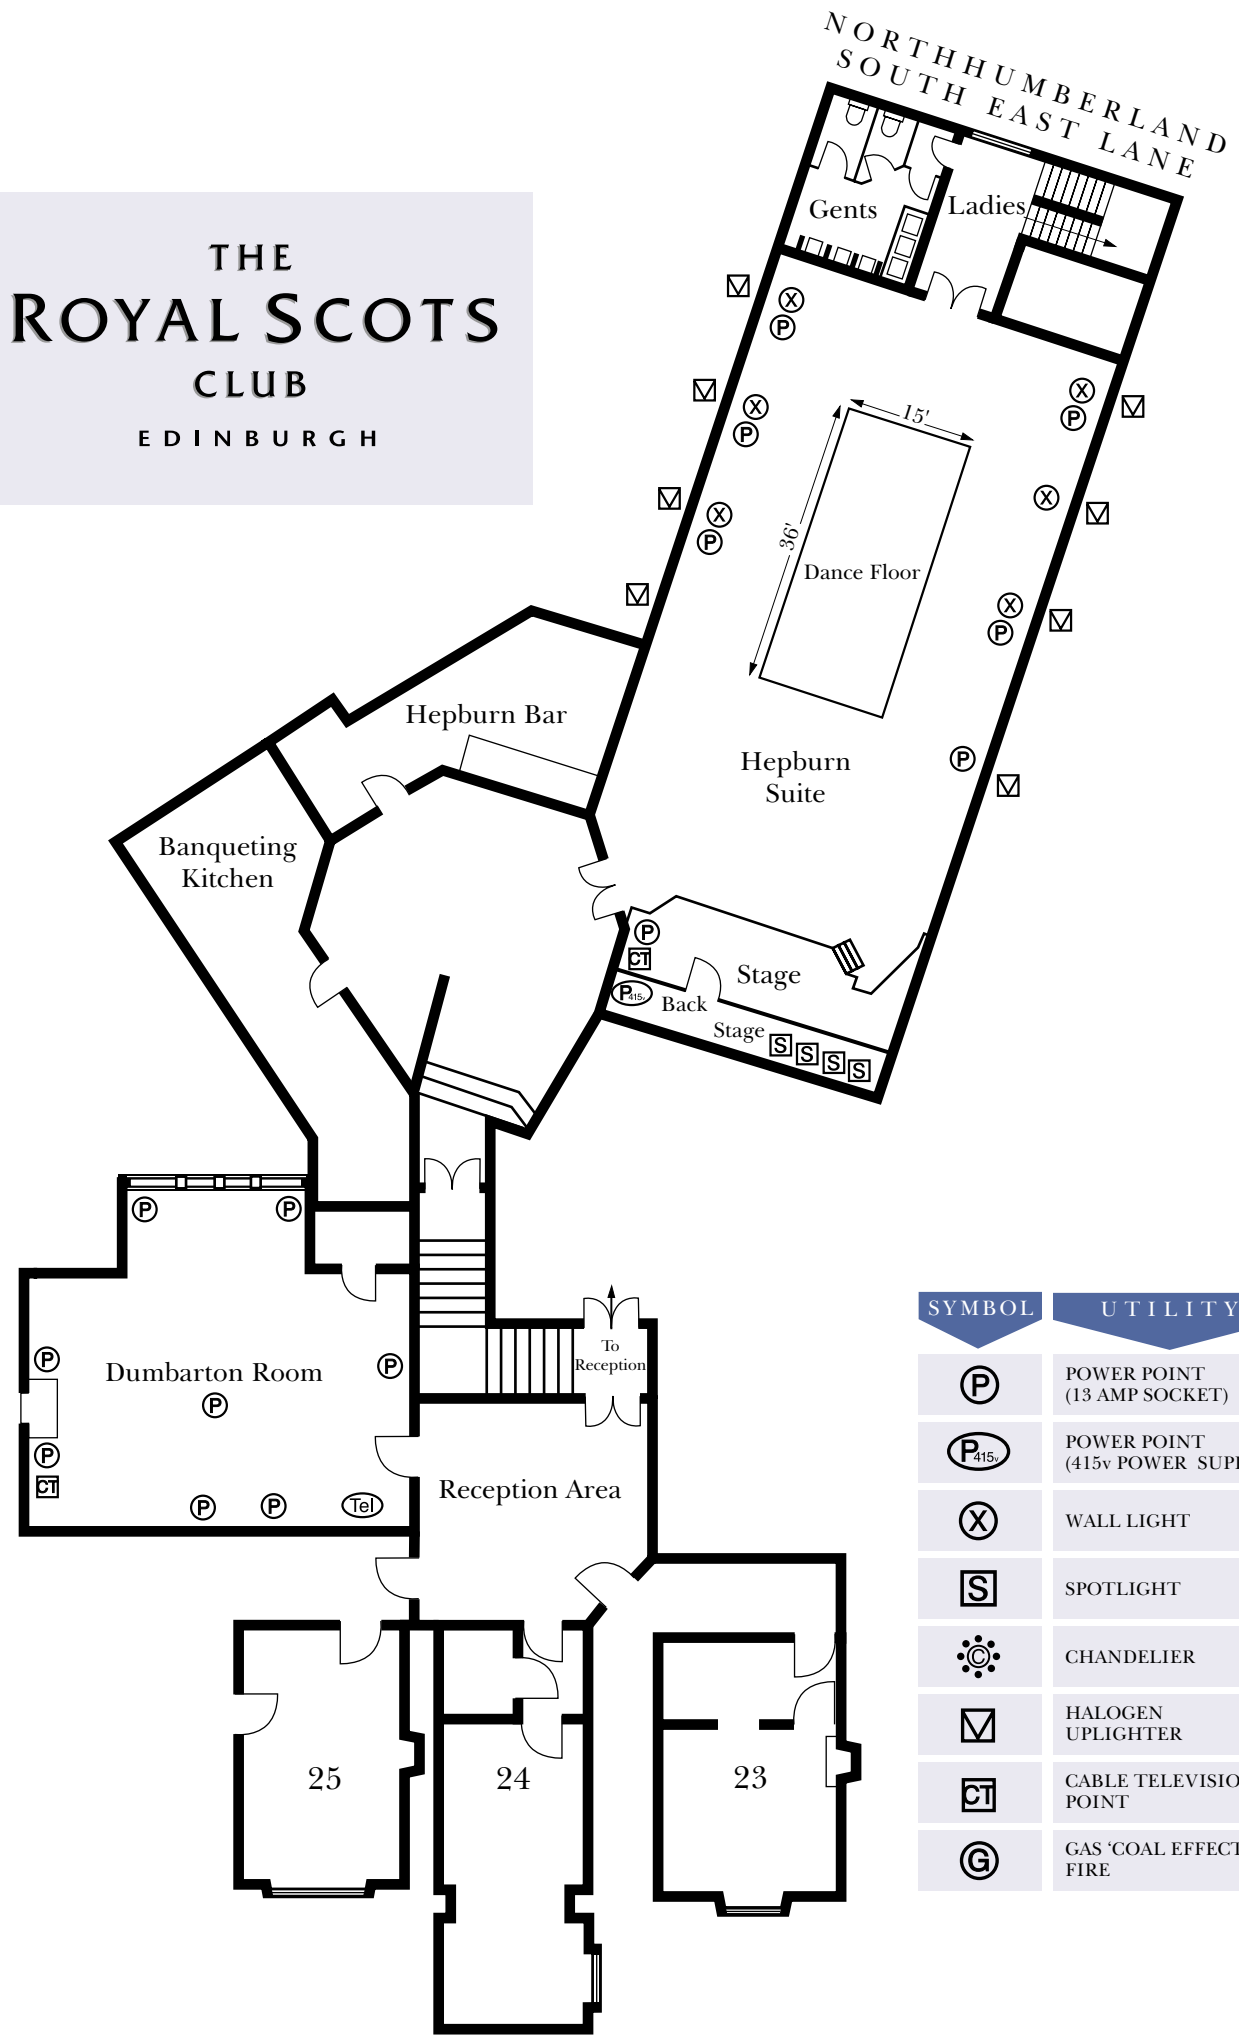 NORTHHUMBERLAND
SOUTH EAST LANE
THE
ROYAL SCOTS
CLUB
EDINBURGH
Gents
Ladies
X
P
X
P
X
P
X
P
X
X
P
P
15'
36'
Dance Floor
Hepburn Bar
Hepburn
Suite
Banqueting
Kitchen
P
CT
Stage
P415v
Back
Stage
S
S
S
S
P
P
To
Reception
P
Dumbarton Room
P
P
P
CT
P
P
Tel
Reception Area
25
24
23
SYMBOL
UTILITY
P
POWER POINT
(13 AMP SOCKET)
P415v
POWER POINT
(415v POWER SUP
X
WALL LIGHT
S
SPOTLIGHT
C
CHANDELIER
HALOGEN
UPLIGHTER
CT
CABLE TELEVISIO
POINT
G
GAS ‘COAL EFFECT
FIRE